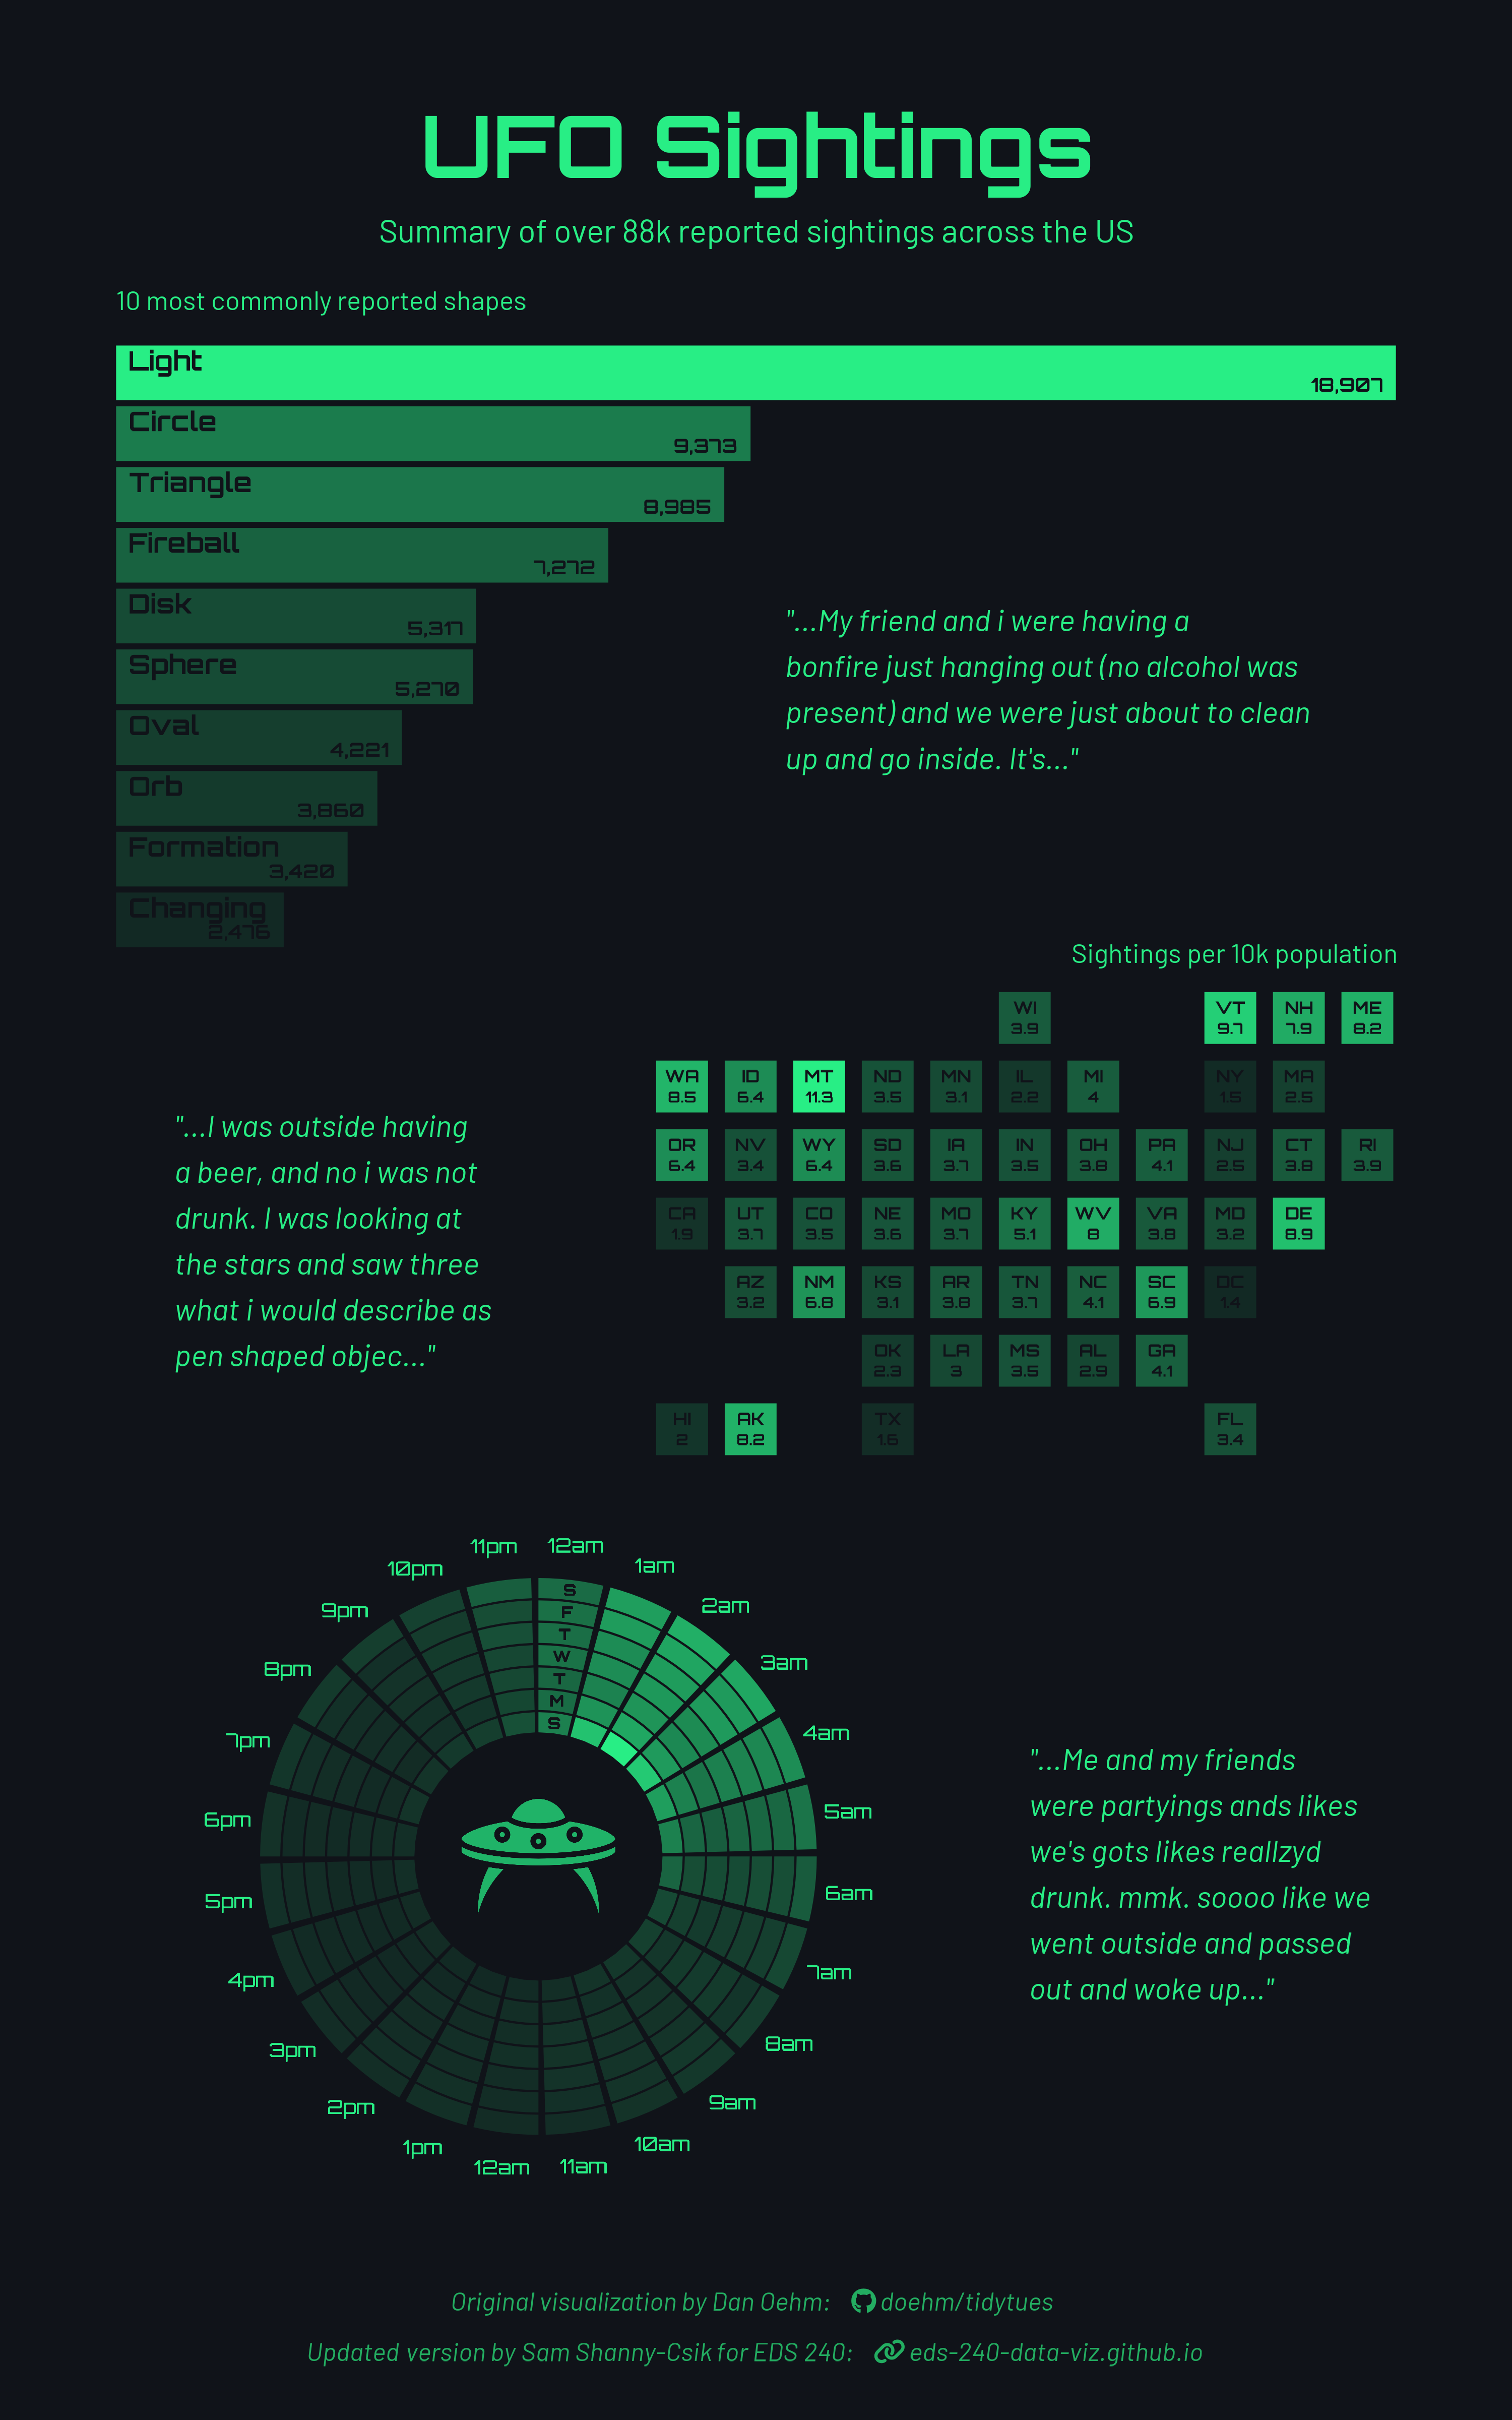 UFO Sightings
Summary of over 88k reported sightings across the US
10 most commonly reported shapes
Light
18,907
Circle
9,373
Triangle
8,985
Fireball
7,272
Disk
5,317
Sphere
5,270
Oval
4,221
Orb
3,860
Formation
3,420
Changing
2,476
"...My friend and i were having a
bonfire just hanging out (no alcohol was
present) and we were just about to clean
up and go inside. It's..."
Sightings per 10k population
WI VT NH ME
3.9 9.7 7.9 8.2
WA ID MT ND MN IL MI NY MA
8.5 6.4 11.3 3.5 3.1 2.2 4 1.5 2.5
OR NV WY SD IA IN OH PA NJ CT RI
6.4 3.4 6.4 3.6 3.7 3.5 3.8 4.1 2.5 3.8 3.9
CA UT CO NE MO KY WV VA MD DE
1.9 3.7 3.5 3.6 3.7 5.1 8 3.8 3.2 8.9
AZ NM KS AR TN NC SC DC
3.2 6.8 3.1 3.8 3.7 4.1 6.9 1.4
OK LA MS AL GA
2.3 3 3.5 2.9 4.1
HI AK TX FL
2 8.2 1.6 3.4
"...I was outside having
a beer, and no i was not
drunk. I was looking at
the stars and saw three
what i would describe as
pen shaped objec..."
12am
1am
2am
3am
4am
5am
6am
7am
8am
9am
10am
11am
12am
1pm
2pm
3pm
4pm
5pm
6pm
7pm
8pm
9pm
10pm
11pm
S
F
T
W
T
M
S
"...Me and my friends
were partyings ands likes
we's gots likes reallzyd
drunk. mmk. soooo like we
went outside and passed
out and woke up..."
Original visualization by Dan Oehm: doehm/tidytues
Updated version by Sam Shanny-Csik for EDS 240: eds-240-data-viz.github.io